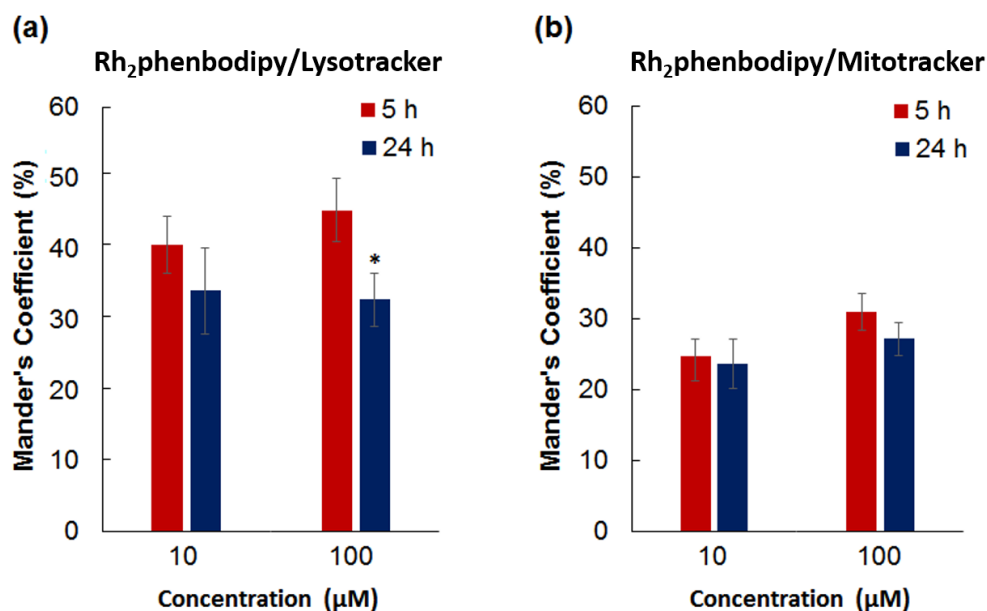 (a)
Rh₂phenbodipy/Lysotracker
5 h
24 h
Mander's Coefficient (%)
60
50
40
30
20
10
0
*
10 100
Concentration (μM)
(b)
Rh₂phenbodipy/Mitotracker
5 h
24 h
Mander's Coefficient (%)
60
50
40
30
20
10
0
10 100
Concentration (μM)